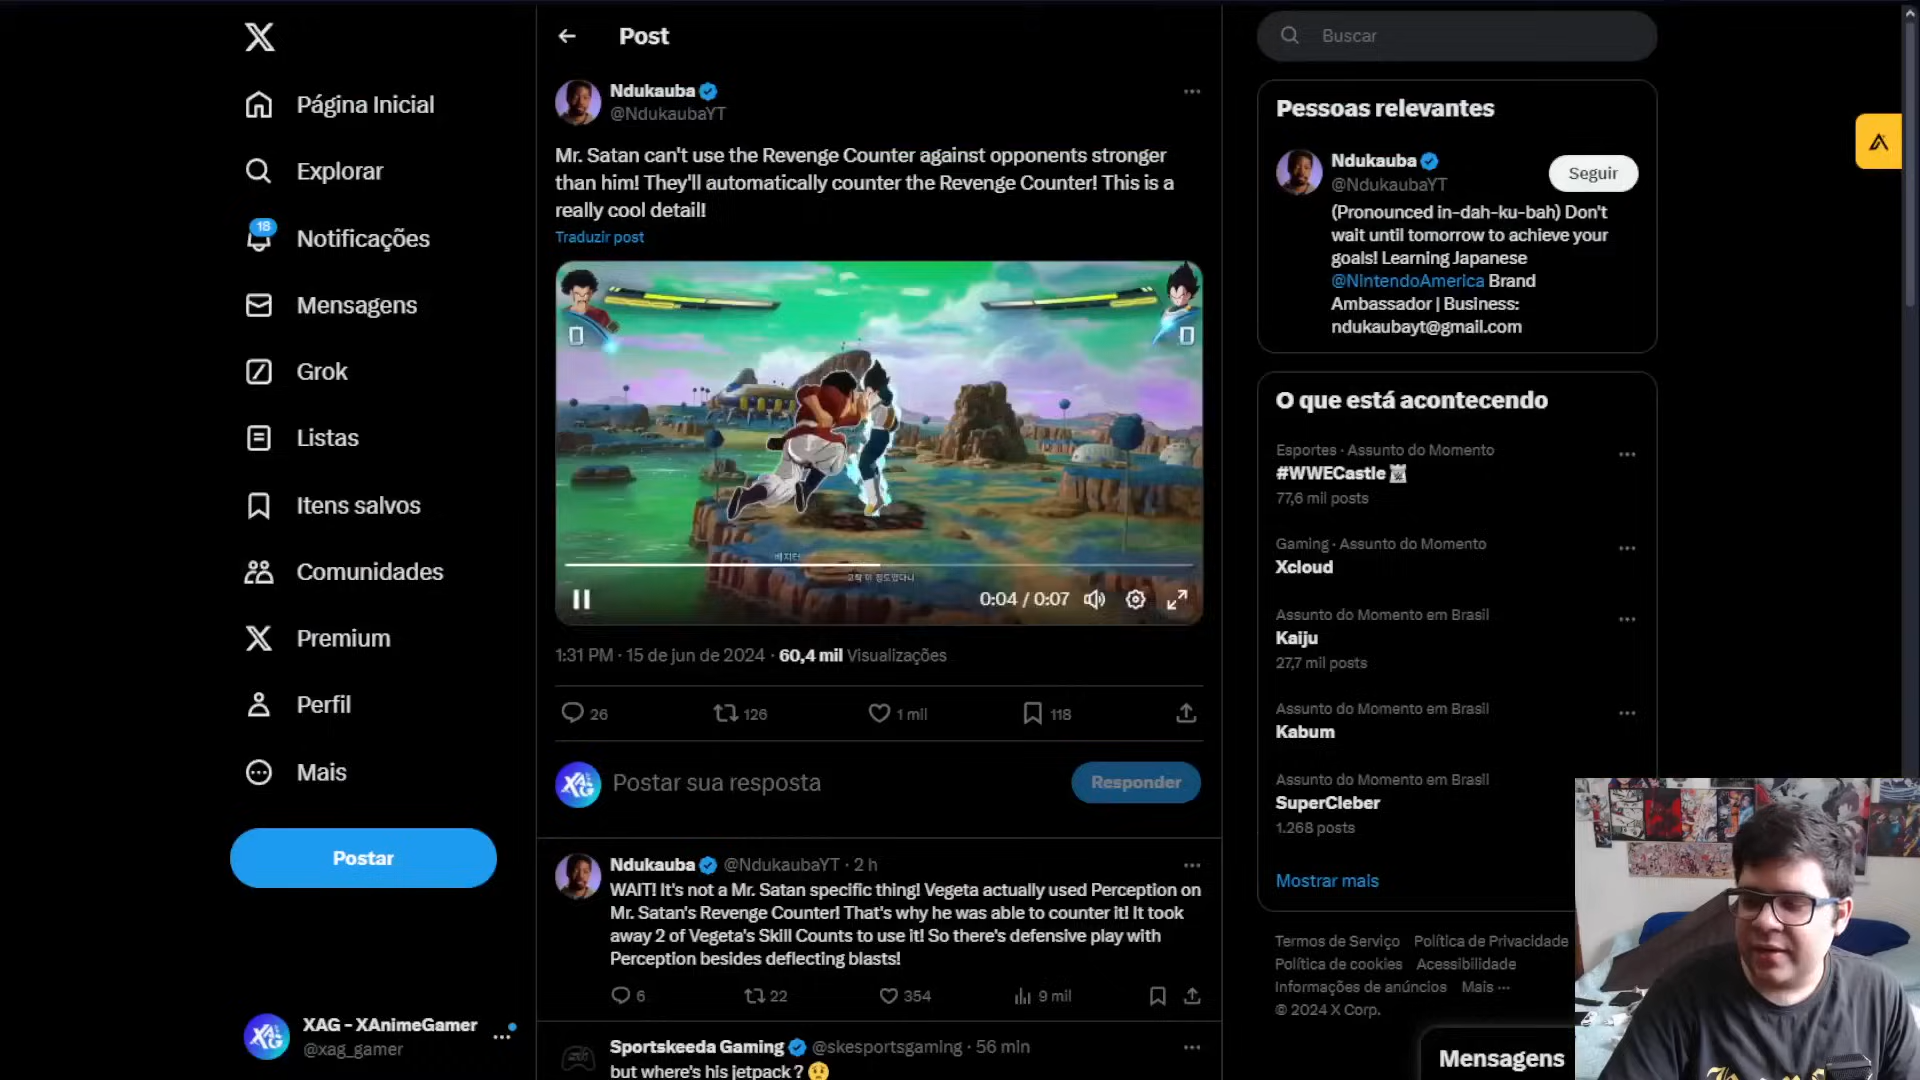 Página Inicial
Explorar
18
Notificações
Mensagens
Grok
Listas
Itens salvos
Comunidades
Premium
Perfil
Mais
Postar
XAG - XAnimeGamer
@xag_gamer
Post
Ndukauba
@NdukaubaYT
Mr. Satan can't use the Revenge Counter against opponents stronger
than him! They'll automatically counter the Revenge Counter! This is a
really cool detail!
Traduzir post
베지터
0:04 / 0:07
1:31 PM · 15 de jun de 2024 · 60,4 mil Visualizações
26
126
1 mil
118
Postar sua resposta
Responder
Ndukauba @NdukaubaYT · 2 h
WAIT! It's not a Mr. Satan specific thing! Vegeta actually used Perception on
Mr. Satan's Revenge Counter! That's why he was able to counter it! It took
away 2 of Vegeta's Skill Counts to use it! So there's defensive play with
Perception besides deflecting blasts!
6
22
354
9 mil
Sportskeeda Gaming @skesportsgaming · 56 min
but where's his jetpack? 😟
Buscar
Pessoas relevantes
Ndukauba
@NdukaubaYT
Seguir
(Pronounced in-dah-ku-bah) Don't
wait until tomorrow to achieve your
goals! Learning Japanese
@NIntendoAmerica Brand
Ambassador | Business:
ndukaubayt@gmail.com
O que está acontecendo
Esportes · Assunto do Momento
#WWECastle
77,6 mil posts
Gaming · Assunto do Momento
Xcloud
Assunto do Momento em Brasil
Kaiju
27,7 mil posts
Assunto do Momento em Brasil
Kabum
Assunto do Momento em Brasil
SuperCleber
1.268 posts
Mostrar mais
Termos de Serviço Política de Privacidade
Política de cookies Acessibilidade
Informações de anúncios Mais ···
© 2024 X Corp.
Mensagens